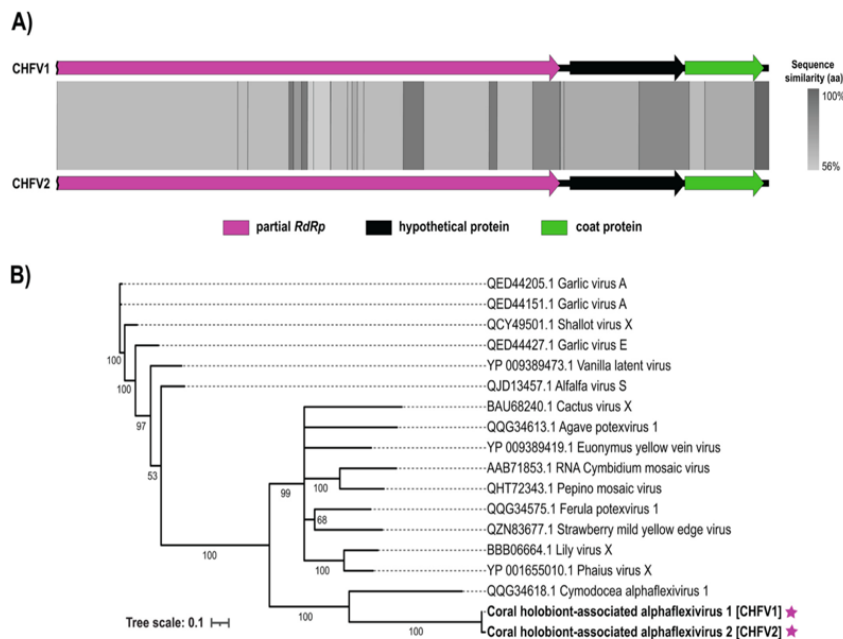 A)
CHFV1
Sequence
similarity (aa)
100%
56%
CHFV2
partial RdRp
hypothetical protein
coat protein
B)
QED44205.1 Garlic virus A
QED44151.1 Garlic virus A
QCY49501.1 Shallot virus X
QED44427.1 Garlic virus E
100
YP 009389473.1 Vanilla latent virus
100
QJD13457.1 Alfalfa virus S
BAU68240.1 Cactus virus X
97
QQG34613.1 Agave potexvirus 1
YP 009389419.1 Euonymus yellow vein virus
53
AAB71853.1 RNA Cymbidium mosaic virus
99
100
QHT72343.1 Pepino mosaic virus
QQG34575.1 Ferula potexvirus 1
68
QZN83677.1 Strawberry mild yellow edge virus
100
BBB06664.1 Lily virus X
100
YP 001655010.1 Phaius virus X
QQG34618.1 Cymodocea alphaflexivirus 1
100
Coral holobiont-associated alphaflexivirus 1 [CHFV1]
Tree scale: 0.1
100
Coral holobiont-associated alphaflexivirus 2 [CHFV2]